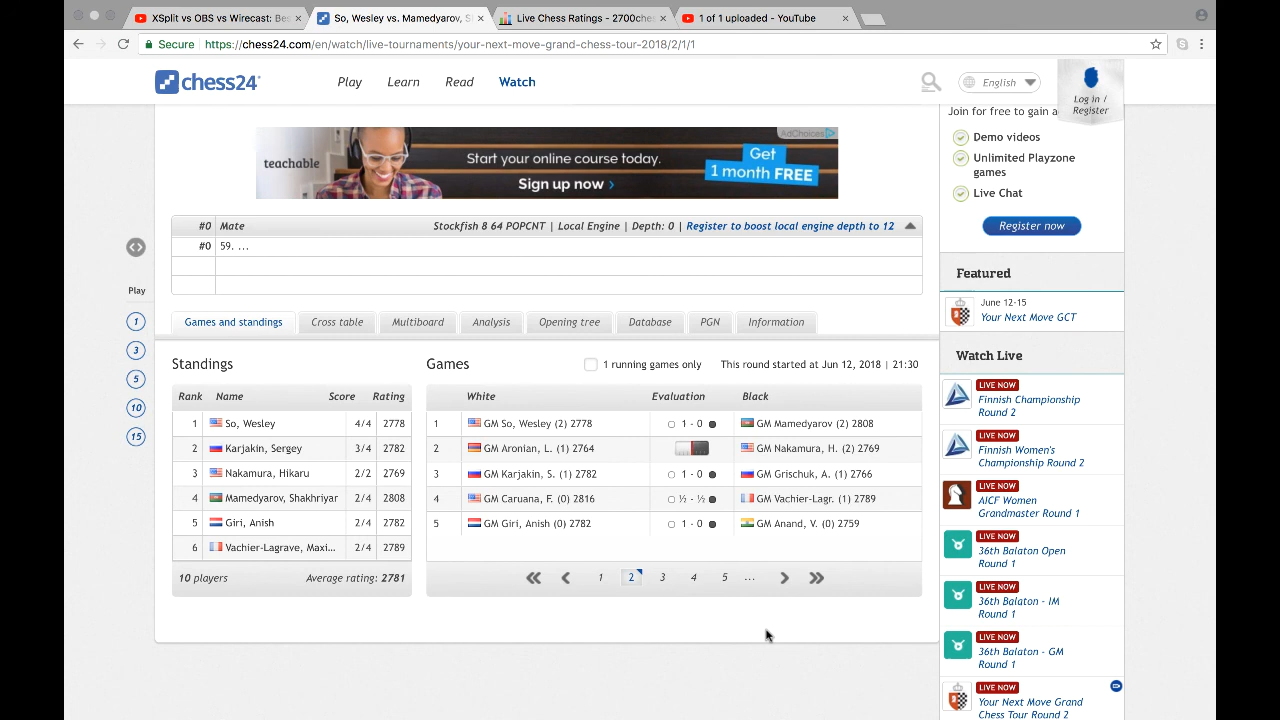 XSplit vs OBS vs Wirecast: Bes
So, Wesley vs. Mamedyarov, S
Live Chess Ratings - 2700ches
1 of 1 uploaded - YouTube
Secure
https://chess24.com/en/watch/live-tournaments/your-next-move-grand-chess-tour-2018/2/1/1
chess24
Play
Learn
Read
Watch
English
Log in /
Register
teachable
Start your online course today.
Sign up now >
Get
1 month FREE
AdChoices
Join for free to gain a
Demo videos
Unlimited Playzone
games
Live Chat
Register now
#0 Mate
Stockfish 8 64 POPCNT | Local Engine | Depth: 0 | Register to boost local engine depth to 12
#0 59. ...
Play
1
3
5
10
15
Games and standings
Cross table
Multiboard
Analysis
Opening tree
Database
PGN
Information
Standings
Rank Name Score Rating
1 So, Wesley 4/4 2778
2 Karjakin, Sergej 3/4 2782
3 Nakamura, Hikaru 2/2 2769
4 Mamedyarov, Shakhriyar 2/4 2808
5 Giri, Anish 2/4 2782
6 Vachier-Lagrave, Maxi... 2/4 2789
10 players Average rating: 2781
Games
1 running games only
This round started at Jun 12, 2018 | 21:30
White Evaluation Black
1 GM So, Wesley (2) 2778 1 - 0 GM Mamedyarov (2) 2808
2 GM Aronian, L. (1) 2764 GM Nakamura, H. (2) 2769
3 GM Karjakin, S. (1) 2782 1 - 0 GM Grischuk, A. (1) 2766
4 GM Caruana, F. (0) 2816 ½ - ½ GM Vachier-Lagr. (1) 2789
5 GM Giri, Anish (0) 2782 1 - 0 GM Anand, V. (0) 2759
1 2 3 4 5 ...
Featured
June 12-15
Your Next Move GCT
Watch Live
LIVE NOW
Finnish Championship
Round 2
LIVE NOW
Finnish Women's
Championship Round 2
LIVE NOW
AICF Women
Grandmaster Round 1
LIVE NOW
36th Balaton Open
Round 1
LIVE NOW
36th Balaton - IM
Round 1
LIVE NOW
36th Balaton - GM
Round 1
LIVE NOW
Your Next Move Grand
Chess Tour Round 2